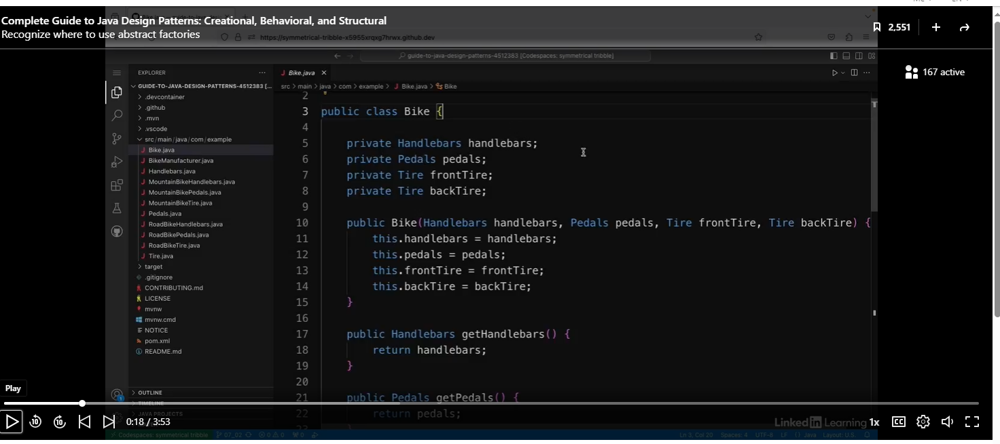 Complete Guide to Java Design Patterns: Creational, Behavioral, and Structural
Recognize where to use abstract factories
2,551
https://symmetrical-tribble-x5955xrqxg7hrwx.github.dev
167 active
guide-to-java-design-patterns-4512383 [Codespaces: symmetrical tribble]
EXPLORER
GUIDE-TO-JAVA-DESIGN-PATTERNS-4512383 [...
.devcontainer
.github
.mvn
.vscode
src/main/java/com/example
Bike.java
BikeManufacturer.java
Handlebars.java
MountainBikeHandlebars.java
MountainBikePedals.java
MountainBikeTire.java
Pedals.java
RoadBikeHandlebars.java
RoadBikePedals.java
RoadBikeTire.java
Tire.java
target
.gitignore
CONTRIBUTING.md
LICENSE
mvnw
mvnw.cmd
NOTICE
pom.xml
README.md
OUTLINE
TIMELINE
JAVA PROJECTS
Bike.java
src > main > java > com > example > Bike.java > Bike
2
3 public class Bike {
4
5 private Handlebars handlebars;
6 private Pedals pedals;
7 private Tire frontTire;
8 private Tire backTire;
9
10 public Bike(Handlebars handlebars, Pedals pedals, Tire frontTire, Tire backTire) {
11 this.handlebars = handlebars;
12 this.pedals = pedals;
13 this.frontTire = frontTire;
14 this.backTire = backTire;
15 }
16
17 public Handlebars getHandlebars() {
18 return handlebars;
19 }
20
21 public Pedals getPedals() {
22 return pedals;
Play
0:18 / 3:53
LinkedIn Learning
1x
CC
Codespaces: symmetrical tribble 07_02
Ln 3, Col 20 Spaces: 4 UTF-8 LF {} Java Layout: U.S.